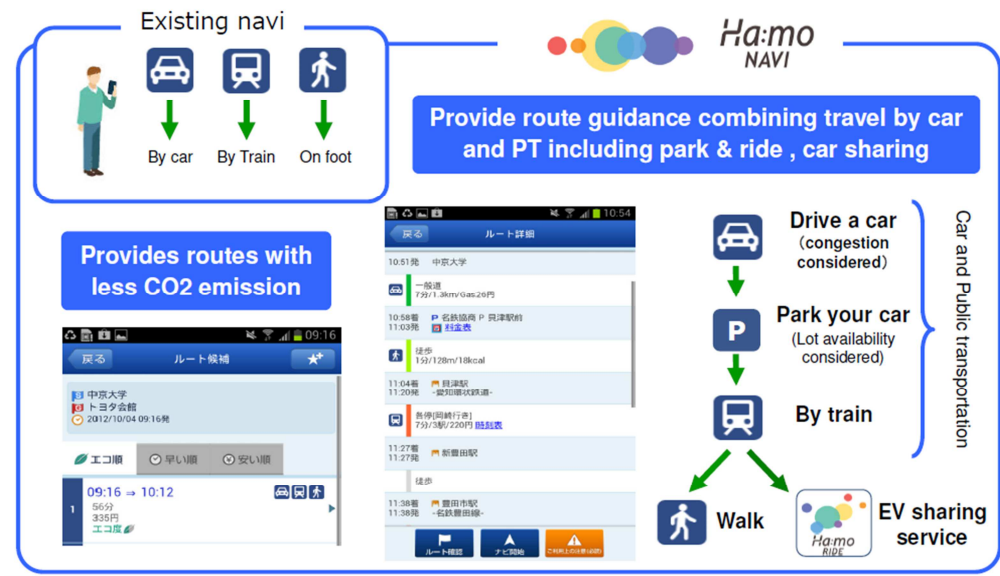 Existing navi
By car
By Train
On foot
Ha:mo
NAVI
Provide route guidance combining travel by car
and PT including park & ride , car sharing
Provides routes with
less CO2 emission
09:16
戻る
ルート候補
中京大学
トヨタ会館
2012/10/04 09:16発
エコ順
早い順
安い順
1
09:16 ⇒ 10:12
56分
335円
エコ度
10:54
戻る
ルート詳細
10:51発 中京大学
一般道
7分/1.3km/Gas26円
10:58着 P 名鉄協商 P 貝津駅前
11:03発 料金表
徒歩
1分/128m/18kcal
11:04着 貝津駅
11:20発 -愛知環状鉄道-
各停[岡崎行き]
7分/3駅/220円 時刻表
11:27着
11:27発 新豊田駅
徒歩
11:38着 豊田市駅
11:38発 -名鉄豊田線-
ルート確認
ナビ開始
Drive a car
(congestion
considered)
P
Park your car
(Lot availability
considered)
By train
Walk
Ha:mo
RIDE
EV sharing
service
Car and Public transportation